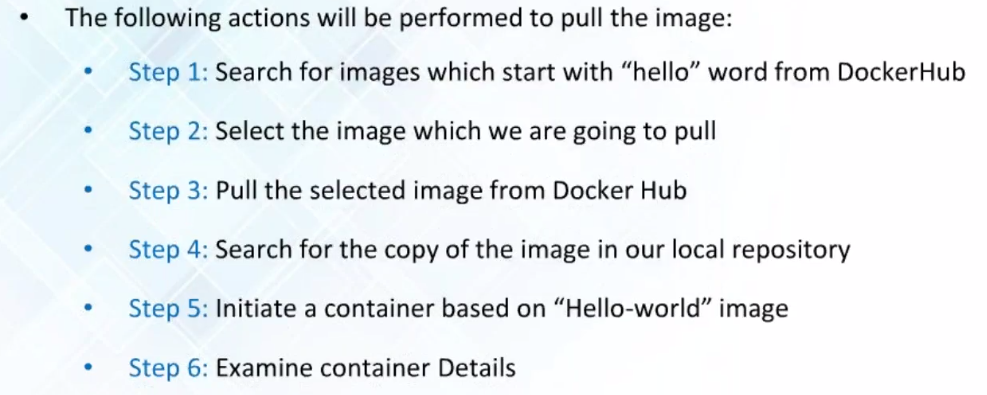 • The following actions will be performed to pull the image:
• Step 1: Search for images which start with “hello” word from DockerHub
• Step 2: Select the image which we are going to pull
• Step 3: Pull the selected image from Docker Hub
• Step 4: Search for the copy of the image in our local repository
• Step 5: Initiate a container based on “Hello-world” image
• Step 6: Examine container Details